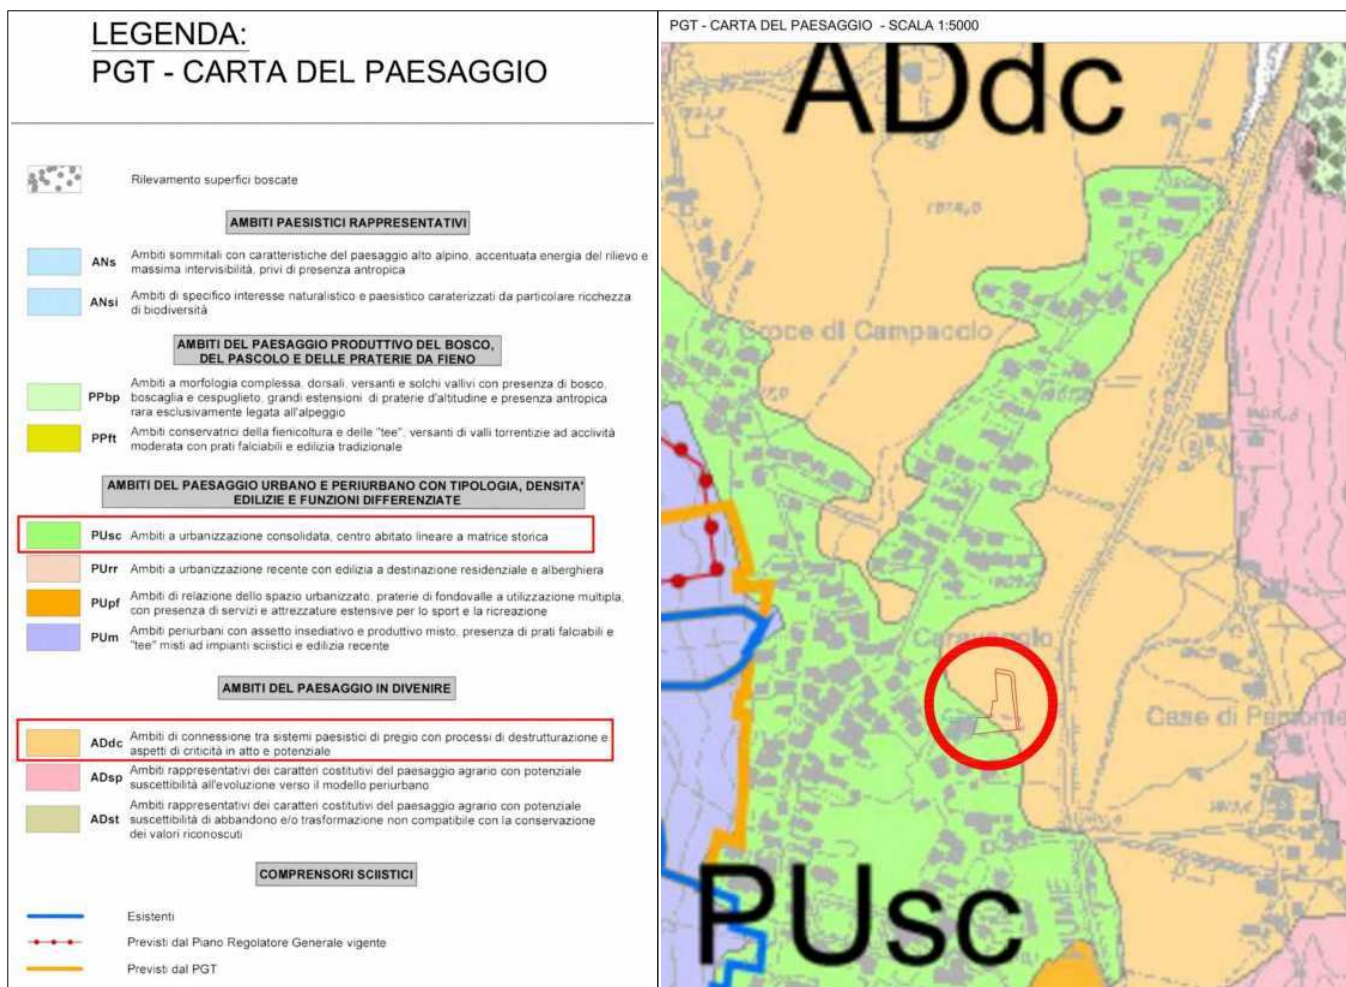 LEGENDA:
PGT - CARTA DEL PAESAGGIO
Rilevamento superfici boscate
AMBITI PAESISTICI RAPPRESENTATIVI
ANs Ambiti sommitali con caratteristiche del paesaggio alto alpino, accentuata energia del rilievo e
massima intervisibilità, privi di presenza antropica
ANsi Ambiti di specifico interesse naturalistico e paesistico caraterizzati da particolare ricchezza
di biodiversità
AMBITI DEL PAESAGGIO PRODUTTIVO DEL BOSCO,
DEL PASCOLO E DELLE PRATERIE DA FIENO
PPbp Ambiti a morfologia complessa, dorsali, versanti e solchi vallivi con presenza di bosco,
boscaglia e cespuglieto, grandi estensioni di praterie d'altitudine e presenza antropica
rara esclusivamente legata all'alpeggio
PPft Ambiti conservatrici della fienicoltura e delle "tee", versanti di valli torrentizie ad acclività
moderata con prati falciabili e edilizia tradizionale
AMBITI DEL PAESAGGIO URBANO E PERIURBANO CON TIPOLOGIA, DENSITA'
EDILIZIE E FUNZIONI DIFFERENZIATE
PUsc Ambiti a urbanizzazione consolidata, centro abitato lineare a matrice storica
PUrr Ambiti a urbanizzazione recente con edilizia a destinazione residenziale e alberghiera
PUpf Ambiti di relazione dello spazio urbanizzato, praterie di fondovalle a utilizzazione multipla,
con presenza di servizi e attrezzature estensive per lo sport e la ricreazione
PUm Ambiti periurbani con assetto insediativo e produttivo misto, presenza di prati falciabili e
"tee" misti ad impianti sciistici e edilizia recente
AMBITI DEL PAESAGGIO IN DIVENIRE
ADdc Ambiti di connessione tra sistemi paesistici di pregio con processi di destrutturazione e
aspetti di criticità in atto e potenziale
ADsp Ambiti rappresentativi dei caratteri costitutivi del paesaggio agrario con potenziale
suscettibilità all'evoluzione verso il modello periurbano
ADst Ambiti rappresentativi dei caratteri costitutivi del paesaggio agrario con potenziale
suscettibilità di abbandono e/o trasformazione non compatibile con la conservazione
dei valori riconoscuti
COMPRENSORI SCIISTICI
Esistenti
Previsti dal Piano Regolatore Generale vigente
Previsti dal PGT
PGT - CARTA DEL PAESAGGIO - SCALA 1:5000
ADdc
Croce di Campaccio
Case di
PUsc